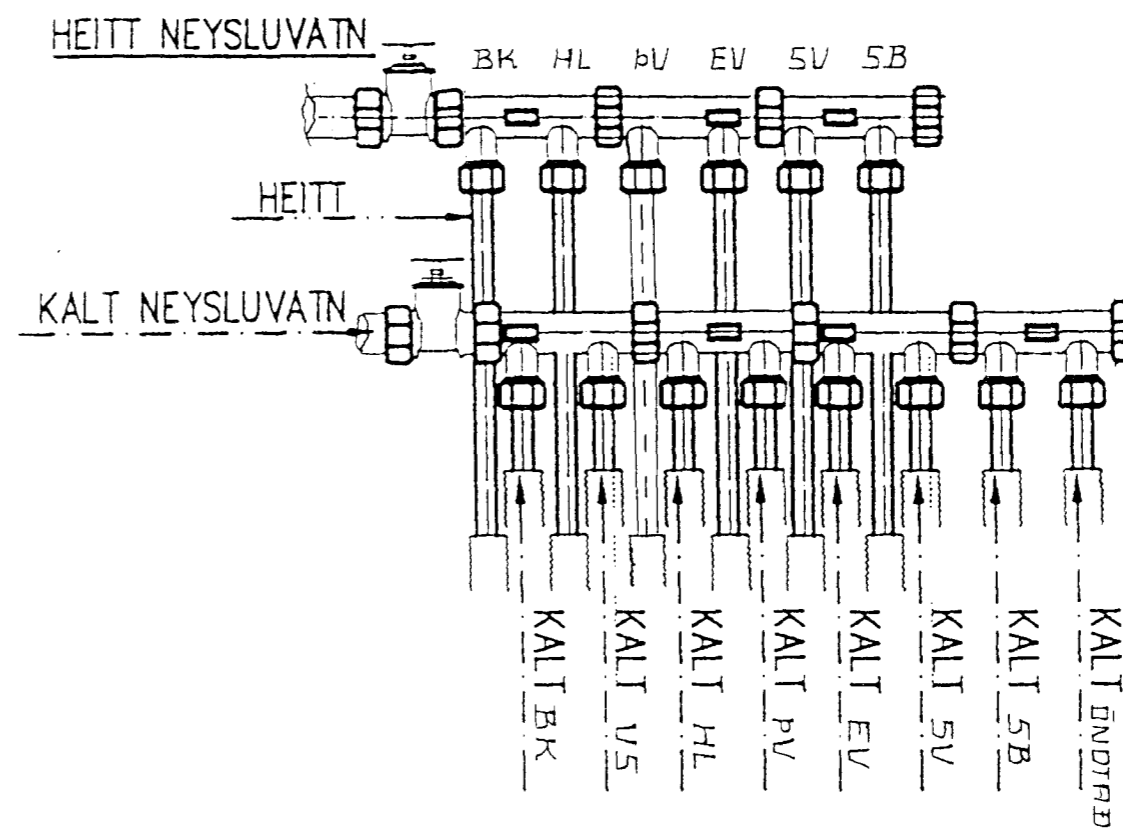 HEITT NEYSLUVATN
BK HL ÞV EV SV SB
HEITT
KALT NEYSLUVATN
KALT BK
KALT VS
KALT HL
KALT ÞV
KALT EV
KALT SV
KALT SB
KALT ÓNOTAÐ